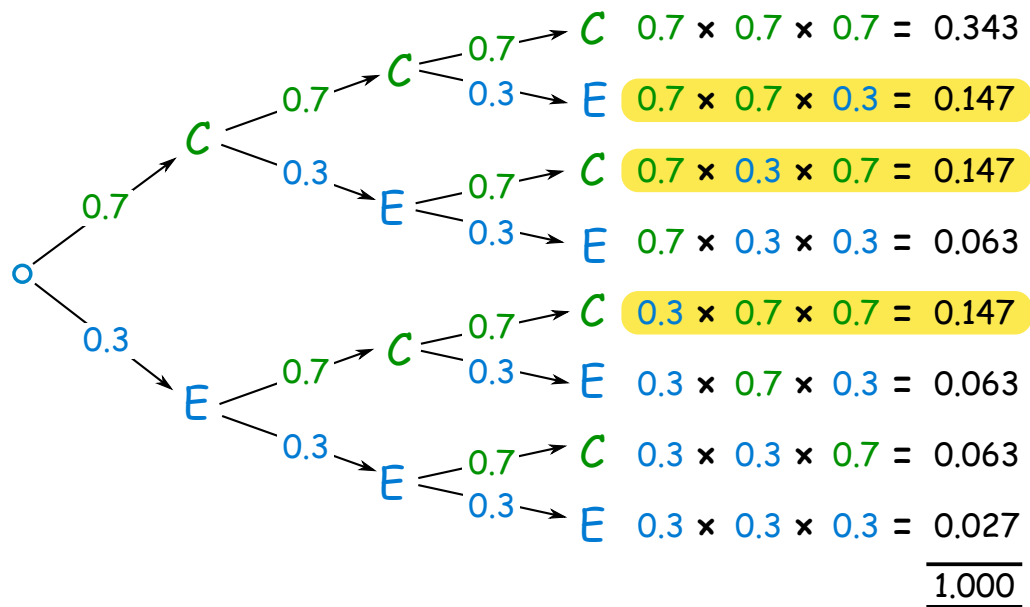 C 0.7 × 0.7 × 0.7 = 0.343
0.7
C
0.3
E 0.7 × 0.7 × 0.3 = 0.147
0.7
C
0.3
C 0.7 × 0.3 × 0.7 = 0.147
0.7
E
0.3
E 0.7 × 0.3 × 0.3 = 0.063
0.7
0.3
C 0.3 × 0.7 × 0.7 = 0.147
0.7
C
0.3
E 0.3 × 0.7 × 0.3 = 0.063
0.7
E
0.3
C 0.3 × 0.3 × 0.7 = 0.063
0.7
E
0.3
E 0.3 × 0.3 × 0.3 = 0.027
1.000